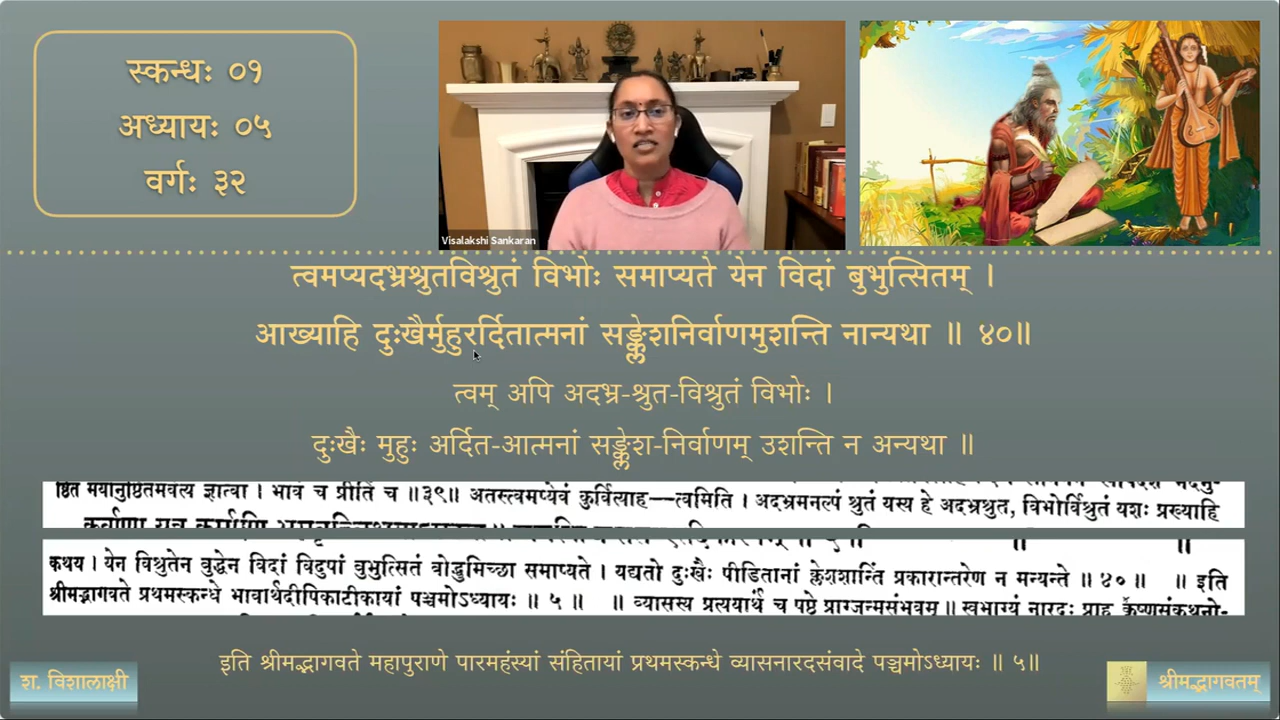 स्कन्धः ०१
अध्यायः ०५
वर्गः ३२
Visalakshi Sankaran
त्वमप्यदभ्रश्रुतविश्रुतं विभोः समाप्यते येन विदां बुभुत्सितम् ।
आख्याहि दुःखैर्मुहुरर्दितात्मनां सङ्क्लेशनिर्वाणमुशन्ति नान्यथा ॥ ४०॥
त्वम् अपि अदभ्र-श्रुत-विश्रुतं विभोः ।
दुःखैः मुहुः अर्दित-आत्मनां सङ्क्लेश-निर्वाणम् उशन्ति न अन्यथा ॥
ष्ठितं मयानुष्ठितमवेत्य ज्ञात्वा । भावं च प्रीतिं च ॥३९॥ अतस्त्वमप्येवं कुर्वित्याह—त्वमिति । अदभ्रमनल्पं श्रुतं यस्य हे अदभ्रश्रुत, विभोर्विश्रुतं यशः प्रख्याहि
कथय । येन विश्रुतेन बुद्धेन विदां विदुषां बुभुत्सितं बोद्धुमिच्छा समाप्यते । यद्यतो दुःखैः पीडितानां क्लेशशान्तिं प्रकारान्तरेण न मन्यन्ते ॥ ४० ॥ ॥ इति
श्रीमद्भागवते प्रथमस्कन्धे भावार्थदीपिकाटीकायां पञ्चमोऽध्यायः ॥ ५ ॥ ॥ व्यासस्य प्रत्ययार्थं च षष्ठे प्राग्जन्मसंभवम् ॥ स्वभाग्यं नारदः प्राह
इति श्रीमद्भागवते महापुराणे पारमहंस्यां संहितायां प्रथमस्कन्धे व्यासनारदसंवादे पञ्चमोऽध्यायः ॥ ५॥
श. विशालाक्षी
श्रीमद्भागवतम्